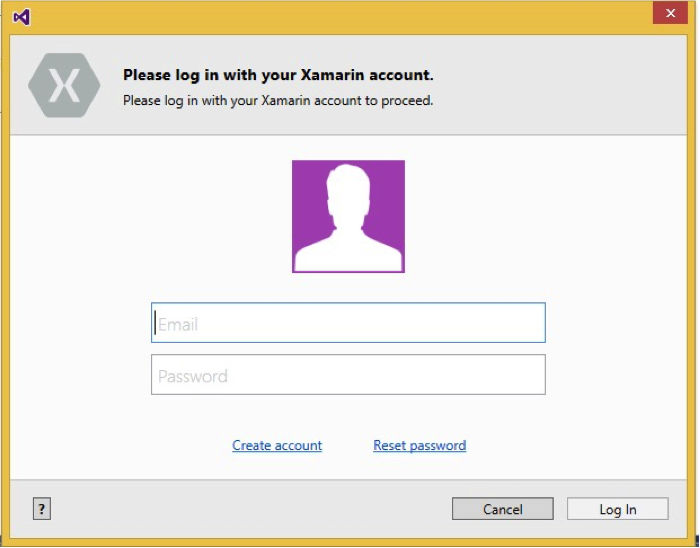 Please log in with your Xamarin account.
Please log in with your Xamarin account to proceed.
Email
Password
Create account Reset password
? Cancel Log In